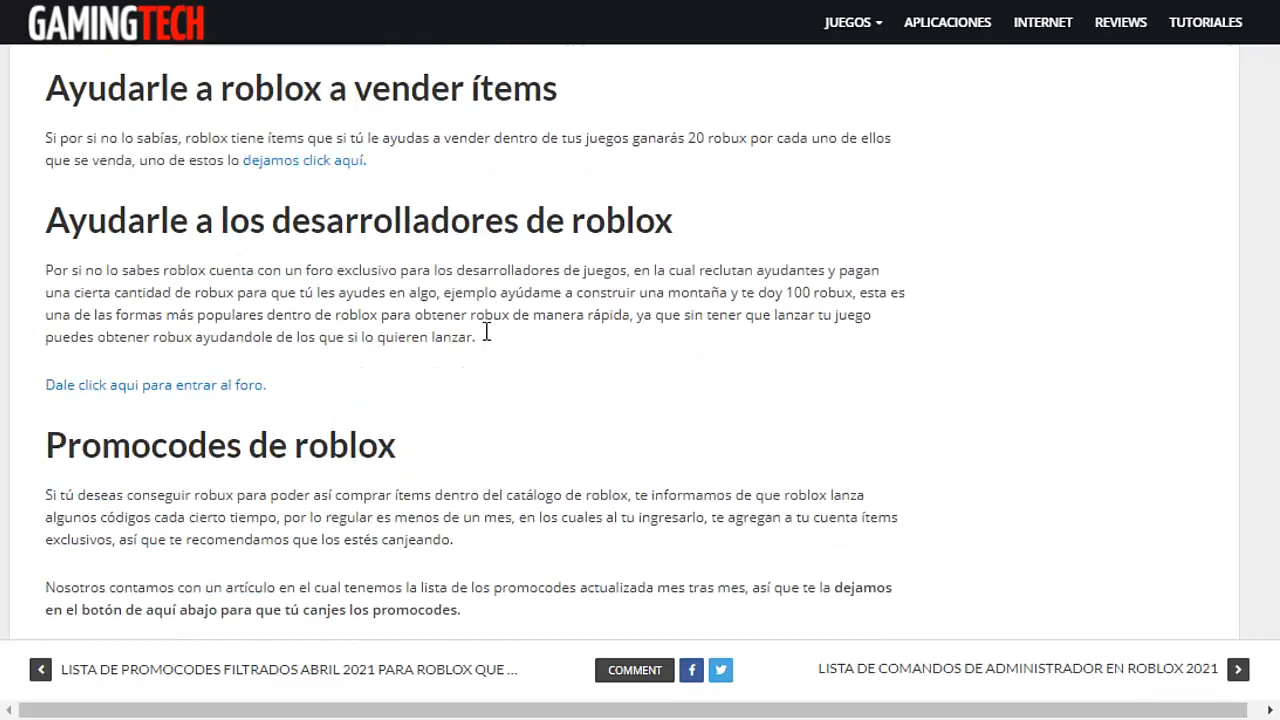 GAMINGTECH
JUEGOS
APLICACIONES
INTERNET
REVIEWS
TUTORIALES
Ayudarle a roblox a vender ítems
Si por si no lo sabías, roblox tiene ítems que si tú le ayudas a vender dentro de tus juegos ganarás 20 robux por cada uno de ellos
que se venda, uno de estos lo dejamos click aquí.
Ayudarle a los desarrolladores de roblox
Por si no lo sabes roblox cuenta con un foro exclusivo para los desarrolladores de juegos, en la cual reclutan ayudantes y pagan
una cierta cantidad de robux para que tú les ayudes en algo, ejemplo ayúdame a construir una montaña y te doy 100 robux, esta es
una de las formas más populares dentro de roblox para obtener robux de manera rápida, ya que sin tener que lanzar tu juego
puedes obtener robux ayudandole de los que si lo quieren lanzar.
Dale click aqui para entrar al foro.
Promocodes de roblox
Si tú deseas conseguir robux para poder así comprar ítems dentro del catálogo de roblox, te informamos de que roblox lanza
algunos códigos cada cierto tiempo, por lo regular es menos de un mes, en los cuales al tu ingresarlo, te agregan a tu cuenta ítems
exclusivos, así que te recomendamos que los estés canjeando.
Nosotros contamos con un artículo en el cual tenemos la lista de los promocodes actualizada mes tras mes, así que te la dejamos
en el botón de aquí abajo para que tú canjes los promocodes.
LISTA DE PROMOCODES FILTRADOS ABRIL 2021 PARA ROBLOX QUE ...
COMMENT
LISTA DE COMANDOS DE ADMINISTRADOR EN ROBLOX 2021